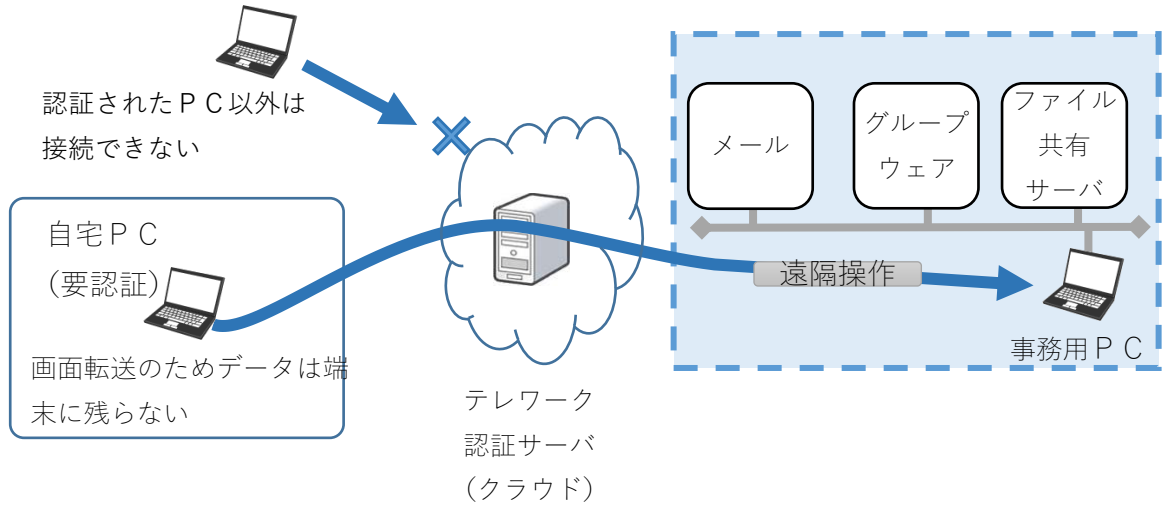 認証されたＰＣ以外は
接続できない
自宅ＰＣ
(要認証)
画面転送のためデータは端
末に残らない
テレワーク
認証サーバ
(クラウド)
メール
グループ
ウェア
ファイル
共有
サーバ
遠隔操作
事務用ＰＣ